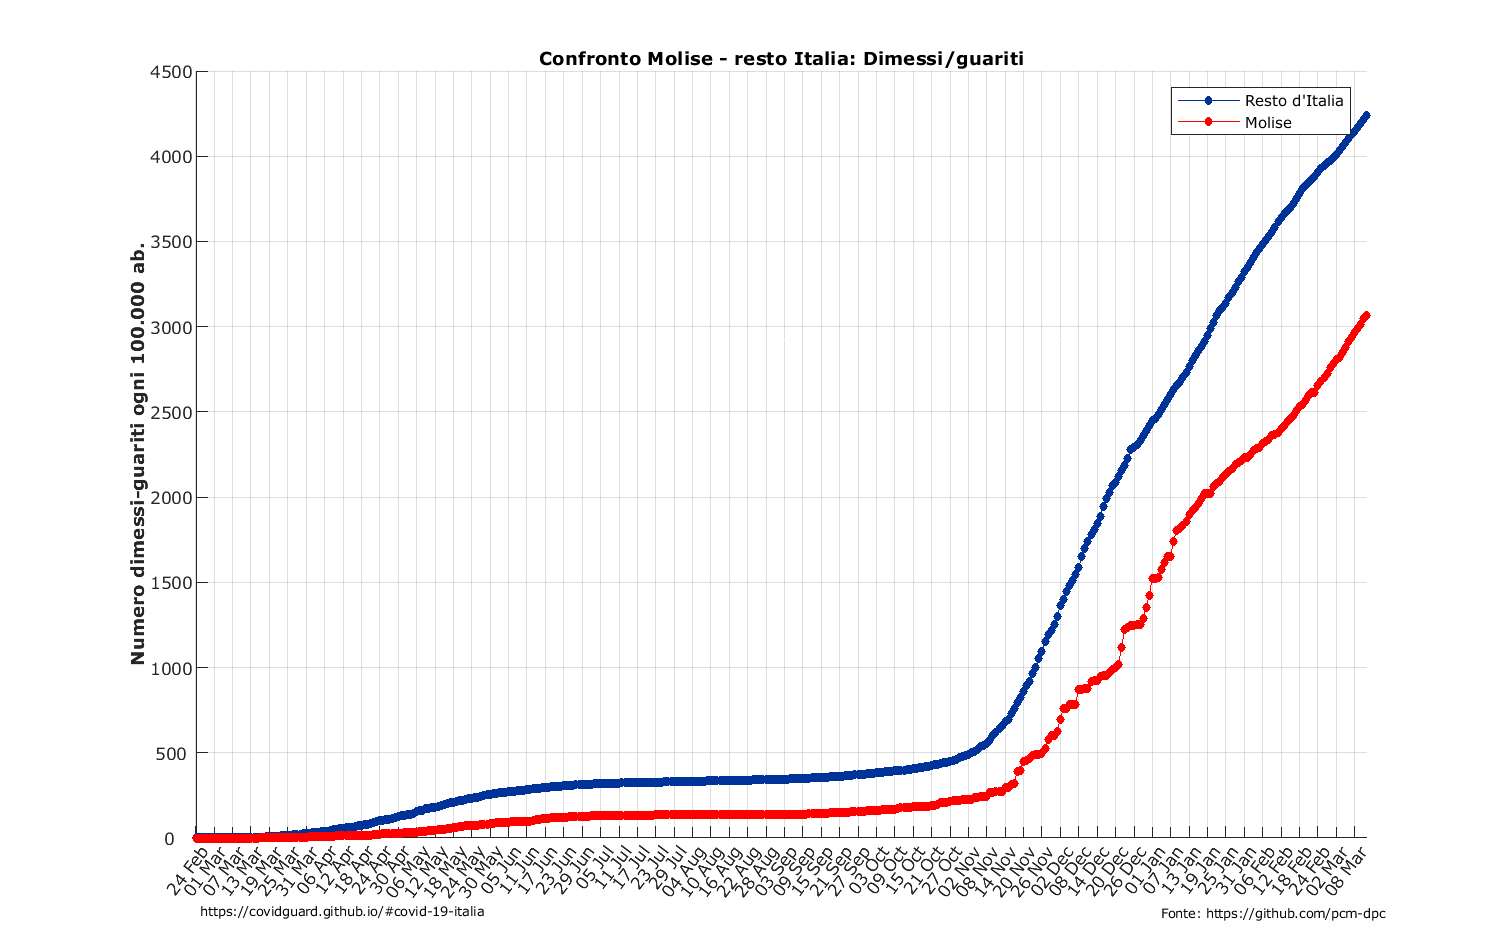 Confronto Molise - resto Italia: Dimessi/guariti
Numero dimessi-guariti ogni 100.000 ab.
4500
4000
3500
3000
2500
2000
1500
1000
500
0
Resto d'Italia
Molise
24 Feb
01 Mar
07 Mar
13 Mar
19 Mar
25 Mar
31 Mar
06 Apr
12 Apr
18 Apr
24 Apr
30 Apr
06 May
12 May
18 May
24 May
30 May
05 Jun
11 Jun
17 Jun
23 Jun
29 Jun
05 Jul
11 Jul
17 Jul
23 Jul
29 Jul
04 Aug
10 Aug
16 Aug
22 Aug
28 Aug
03 Sep
09 Sep
15 Sep
21 Sep
27 Sep
03 Oct
09 Oct
15 Oct
21 Oct
27 Oct
02 Nov
08 Nov
14 Nov
20 Nov
26 Nov
02 Dec
08 Dec
14 Dec
20 Dec
26 Dec
01 Jan
07 Jan
13 Jan
19 Jan
25 Jan
31 Jan
06 Feb
12 Feb
18 Feb
24 Feb
02 Mar
08 Mar
https://covidguard.github.io/#covid-19-italia
Fonte: https://github.com/pcm-dpc